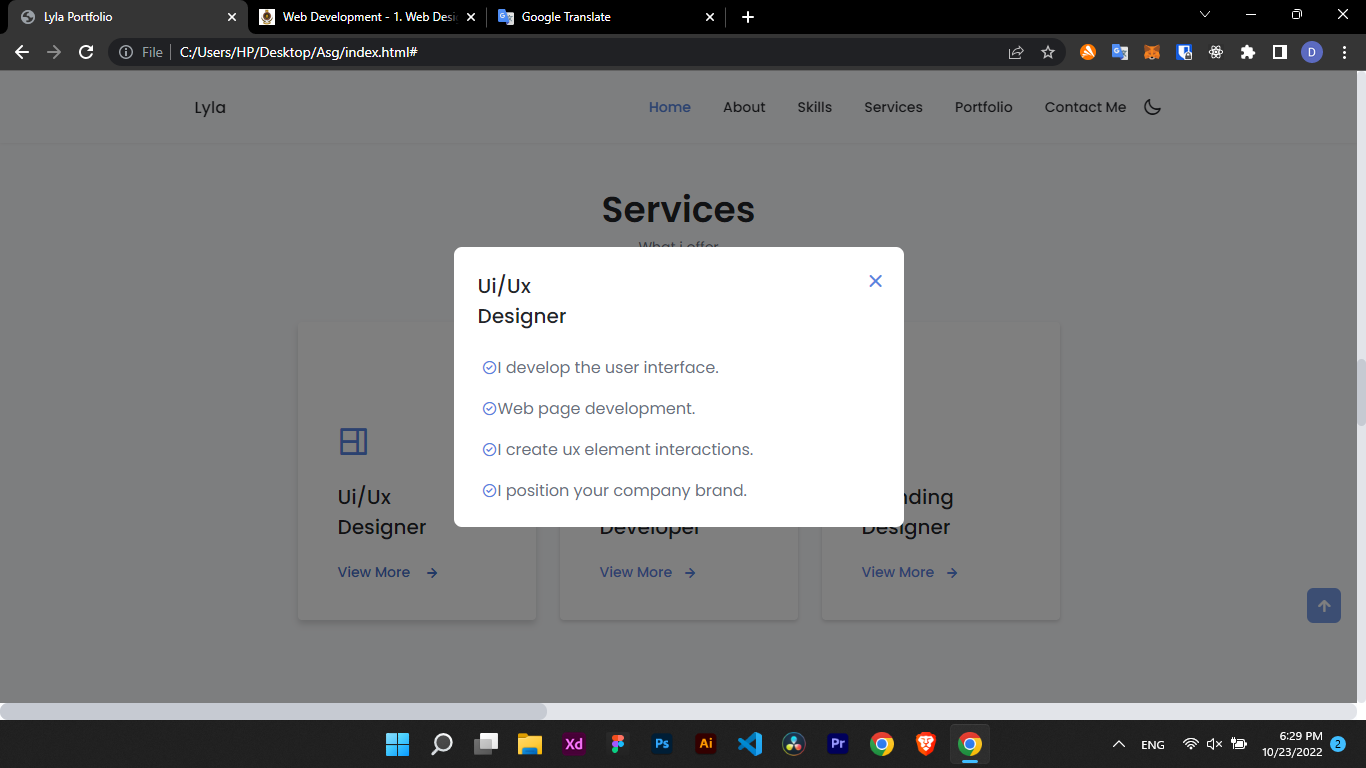 Lyla Portfolio
Web Development - 1. Web Desi
Google Translate
File
C:/Users/HP/Desktop/Asg/index.html#
D
Lyla
Home
About
Skills
Services
Portfolio
Contact Me
Services
What i offer
Ui/Ux
Designer
I develop the user interface.
Web page development.
I create ux element interactions.
I position your company brand.
Ui/Ux
Designer
View More
Developer
View More
nding
Designer
View More
Xd
Ps
Ai
Pr
ENG
6:29 PM
10/23/2022
2